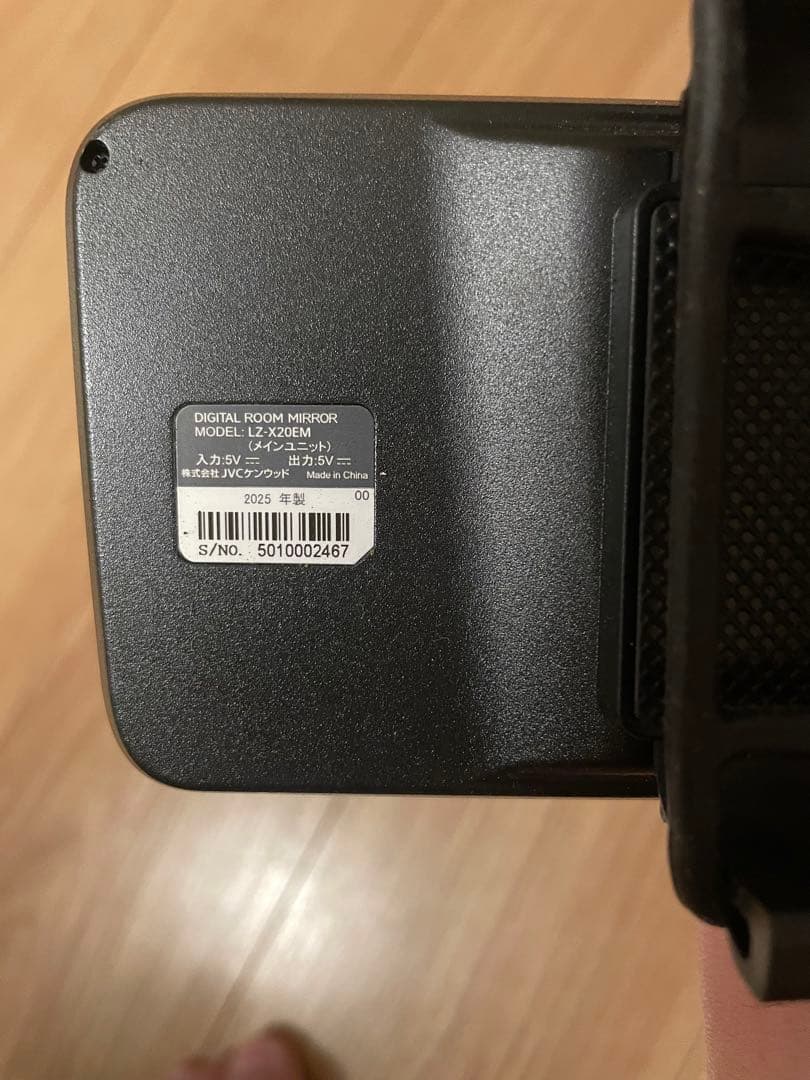 DIGITAL ROOM MIRROR
MODEL: LZ-X20EM
(メインユニット)
入力:5V ⎓ 出力:5V ⎓
株式会社 JVCケンウッド Made in China
2025 年製 00
S/NO. 5010002467